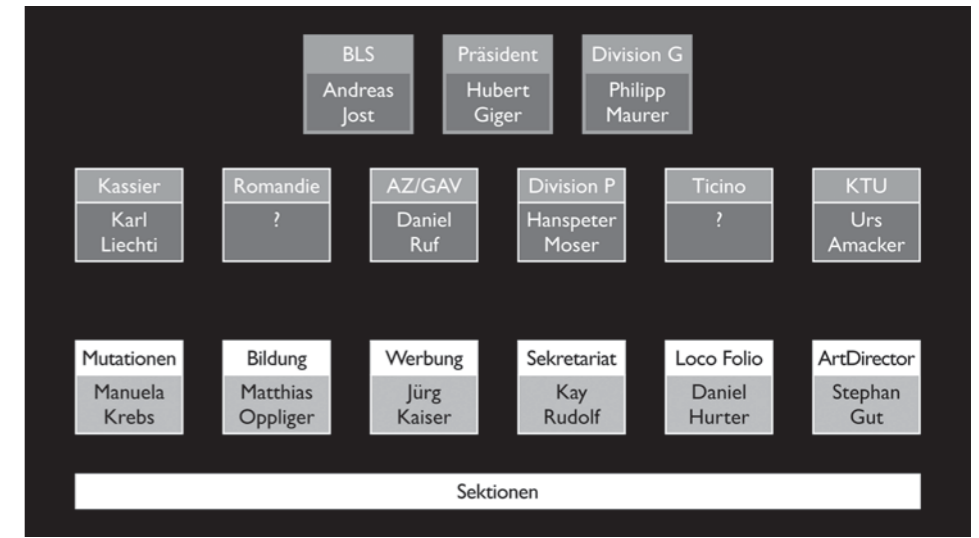 BLS
Andreas
Jost
Präsident
Hubert
Giger
Division G
Philipp
Maurer
Kassier
Karl
Liechti
Romandie
?
AZ/GAV
Daniel
Ruf
Division P
Hanspeter
Moser
Ticino
?
KTU
Urs
Amacker
Mutationen
Manuela
Krebs
Bildung
Matthias
Oppliger
Werbung
Jürg
Kaiser
Sekretariat
Kay
Rudolf
Loco Folio
Daniel
Hurter
ArtDirector
Stephan
Gut
Sektionen